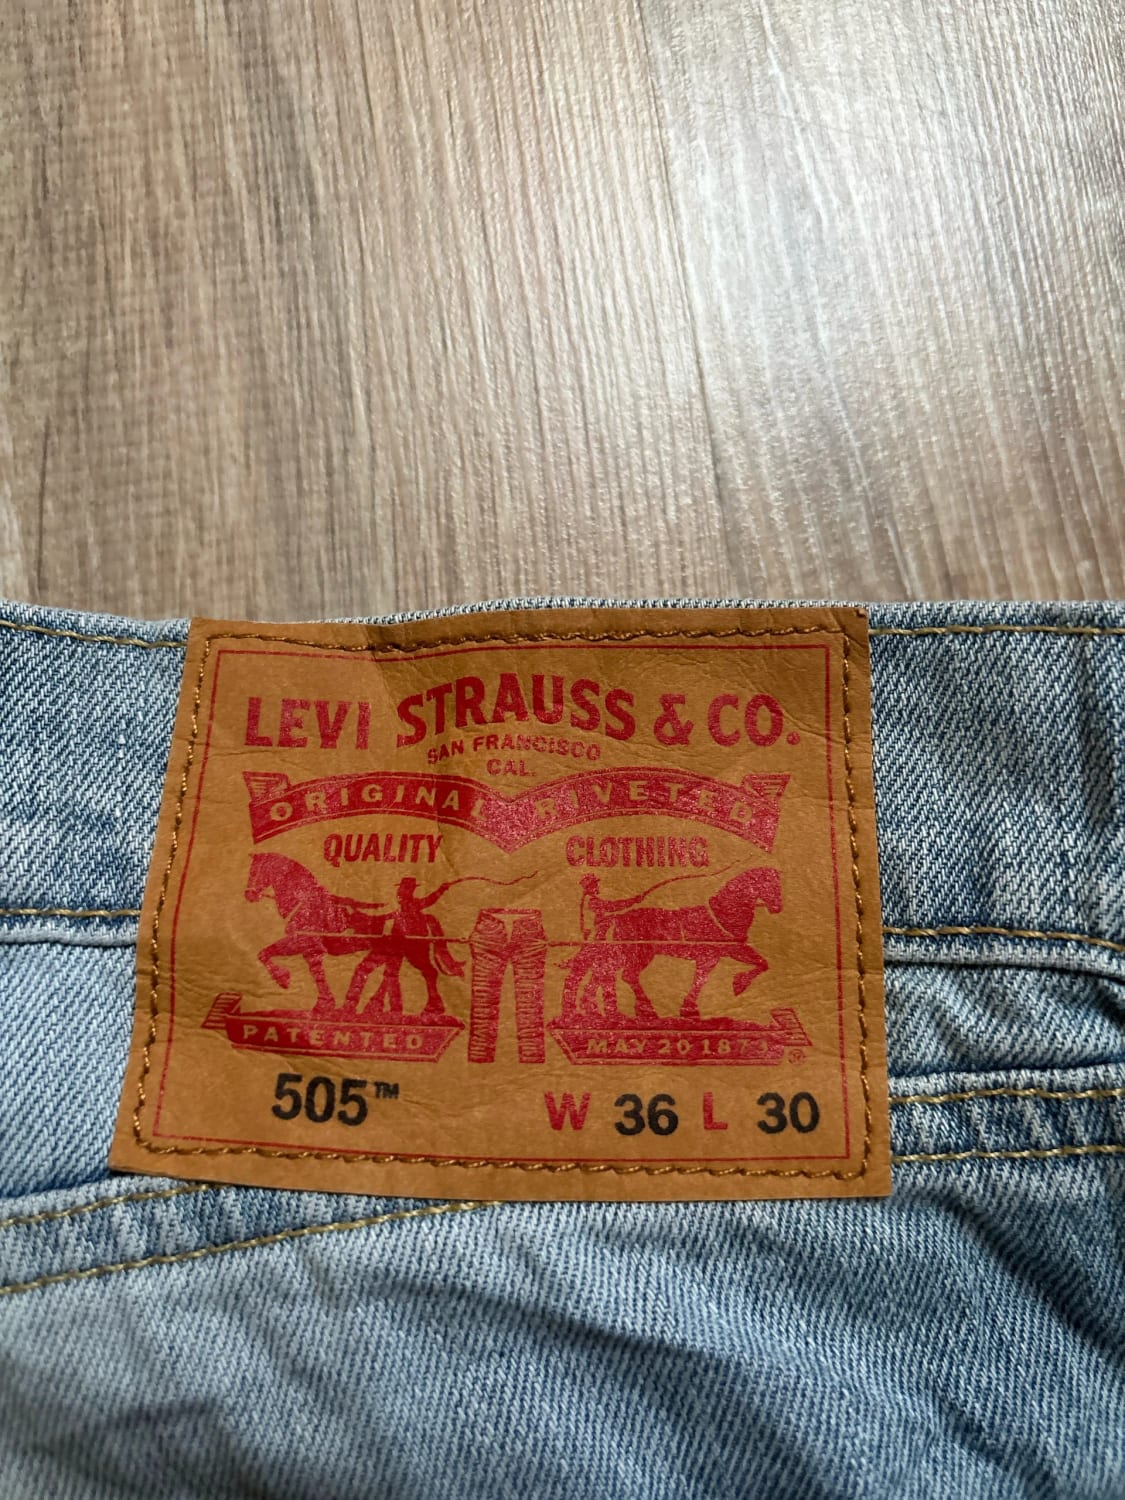 LEVI STRAUSS & CO.
SAN FRANCISCO
CAL.
ORIGINAL RIVETED
QUALITY CLOTHING
PATENTED MAY 20 1873 ®
505™ W 36 L 30